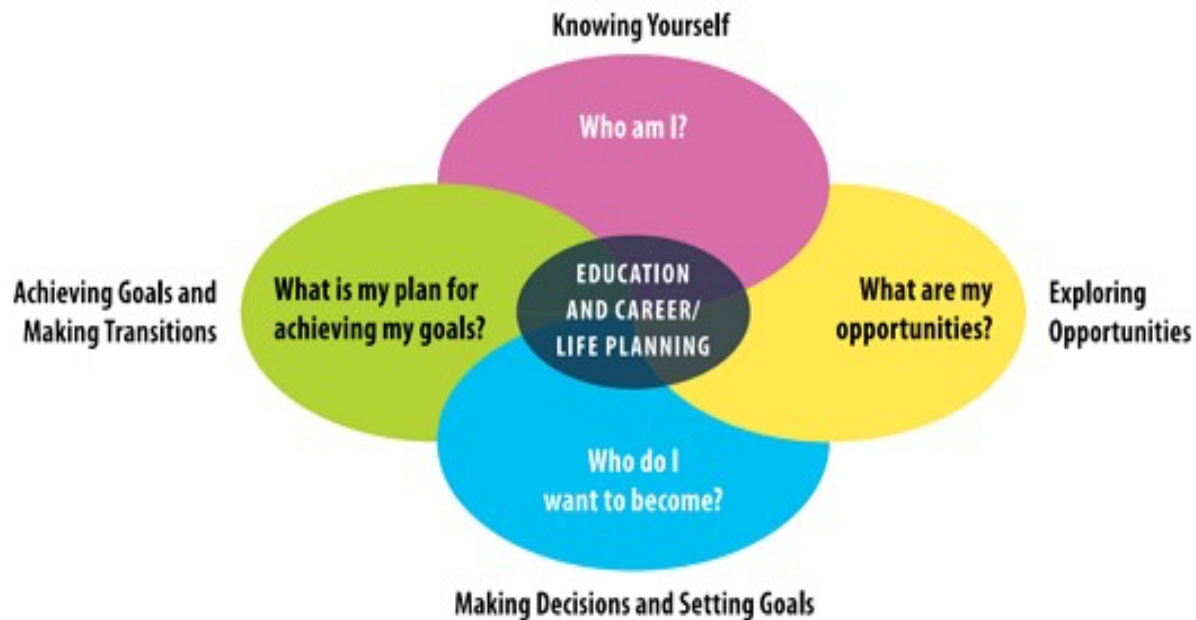 Knowing Yourself
Who am I?
Achieving Goals and
Making Transitions
What is my plan for
achieving my goals?
EDUCATION
AND CAREER/
LIFE PLANNING
What are my
opportunities?
Exploring
Opportunities
Who do I
want to become?
Making Decisions and Setting Goals